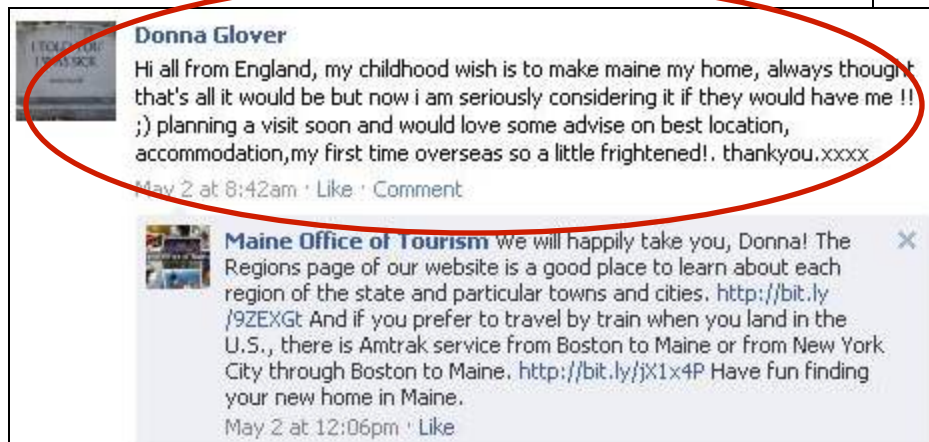 I TOLD YOU
I WAS SICK
Donna Glover
Hi all from England, my childhood wish is to make maine my home, always thought
that's all it would be but now i am seriously considering it if they would have me !!
;) planning a visit soon and would love some advise on best location,
accommodation,my first time overseas so a little frightened!. thankyou.xxxx
May 2 at 8:42am · Like · Comment
Maine Office of Tourism We will happily take you, Donna! The
Regions page of our website is a good place to learn about each
region of the state and particular towns and cities. http://bit.ly
/9ZEXGt And if you prefer to travel by train when you land in the
U.S., there is Amtrak service from Boston to Maine or from New York
City through Boston to Maine. http://bit.ly/jX1x4P Have fun finding
your new home in Maine.
May 2 at 12:06pm · Like